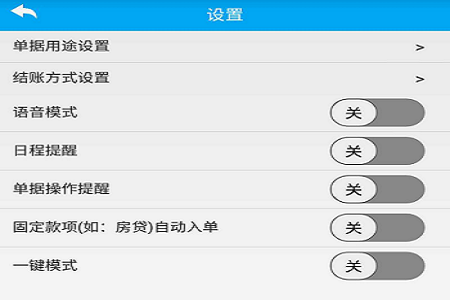 设置
单据用途设置 >
结账方式设置 >
语音模式 关
日程提醒 关
单据操作提醒 关
固定款项(如：房贷)自动入单 关
一键模式 关